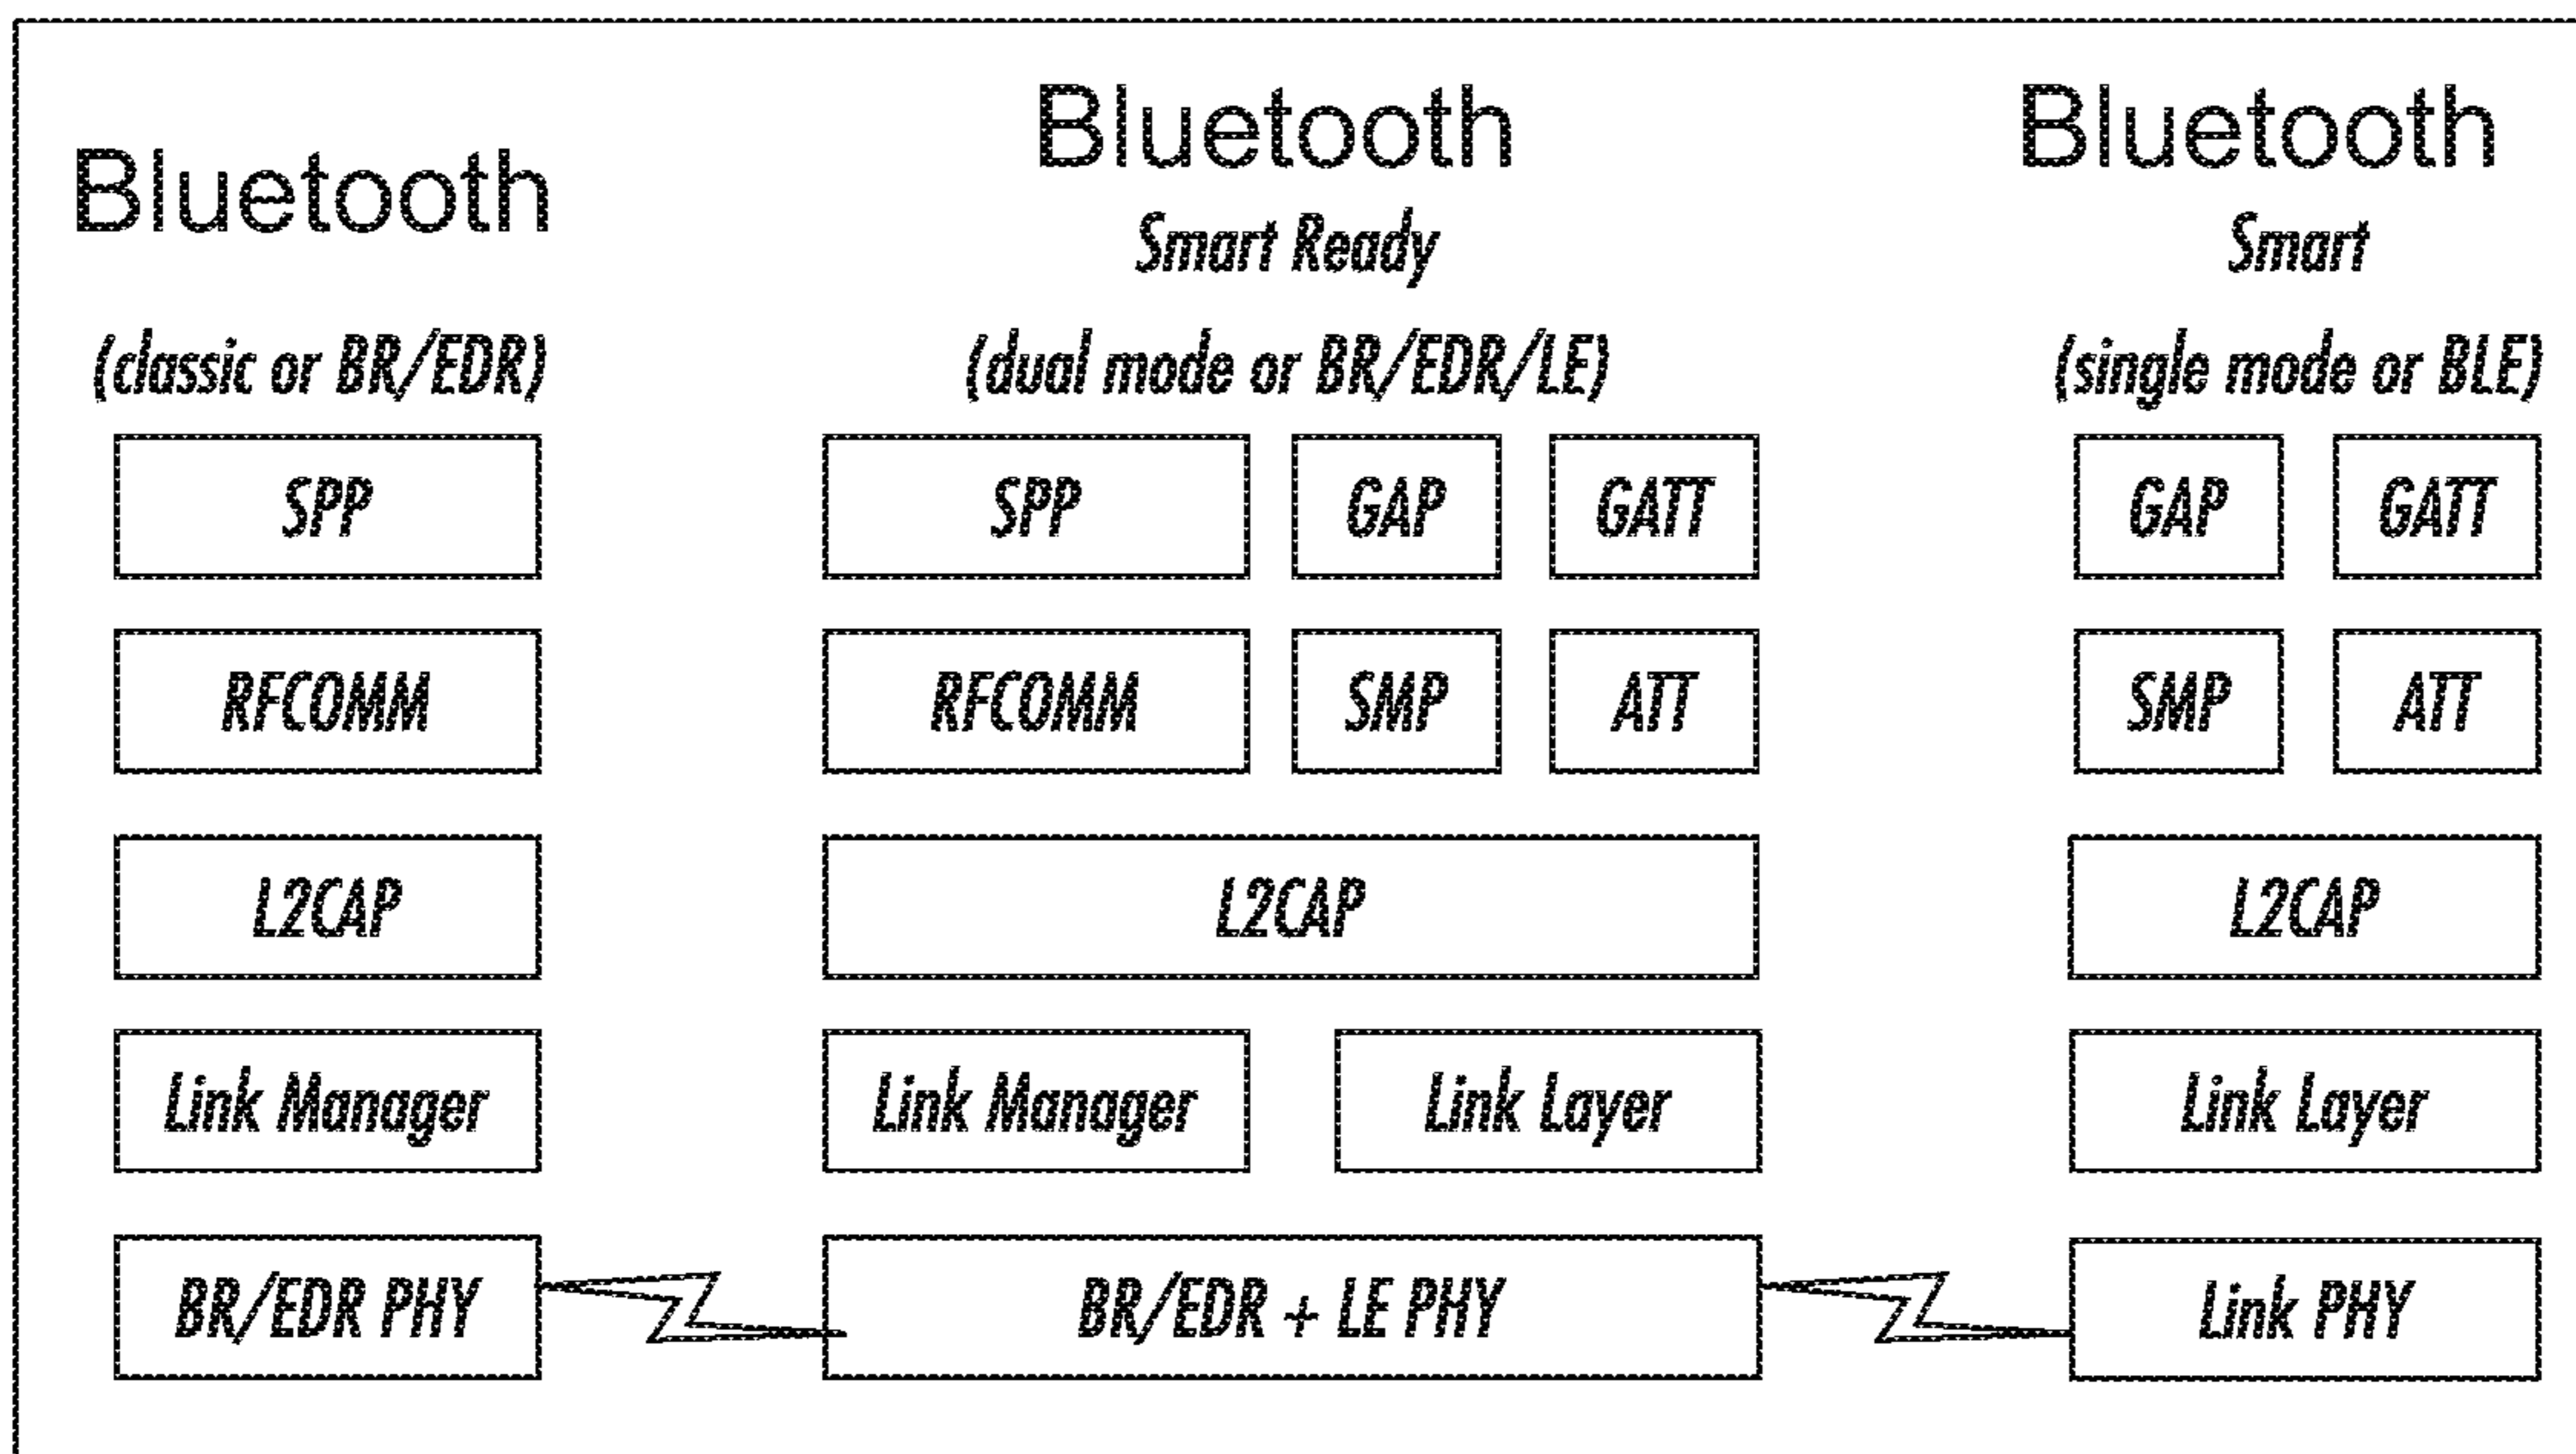 Bluetooth
(classic or BR/EDR)
SPP
RFCOMM
L2CAP
Link Manager
BR/EDR PHY
Bluetooth
Smart Ready
(dual mode or BR/EDR/LE)
SPP GAP GATT
RFCOMM SMP ATT
L2CAP
Link Manager Link Layer
BR/EDR + LE PHY
Bluetooth
Smart
(single mode or BLE)
GAP GATT
SMP ATT
L2CAP
Link Layer
Link PHY